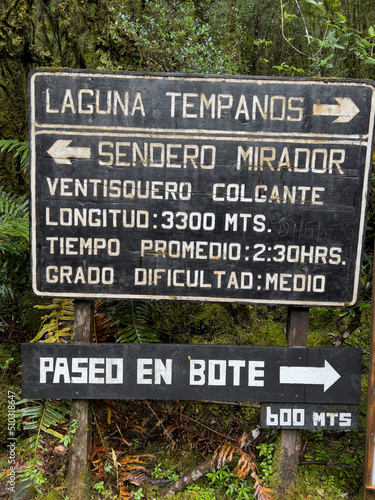 LAGUNA TEMPANOS
SENDERO MIRADOR
VENTISQUERO COLGANTE
LONGITUD:3300 MTS.
TIEMPO PROMEDIO:2:30HRS.
GRADO DIFICULTAD:MEDIO
PASEO EN BOTE
600 MTS